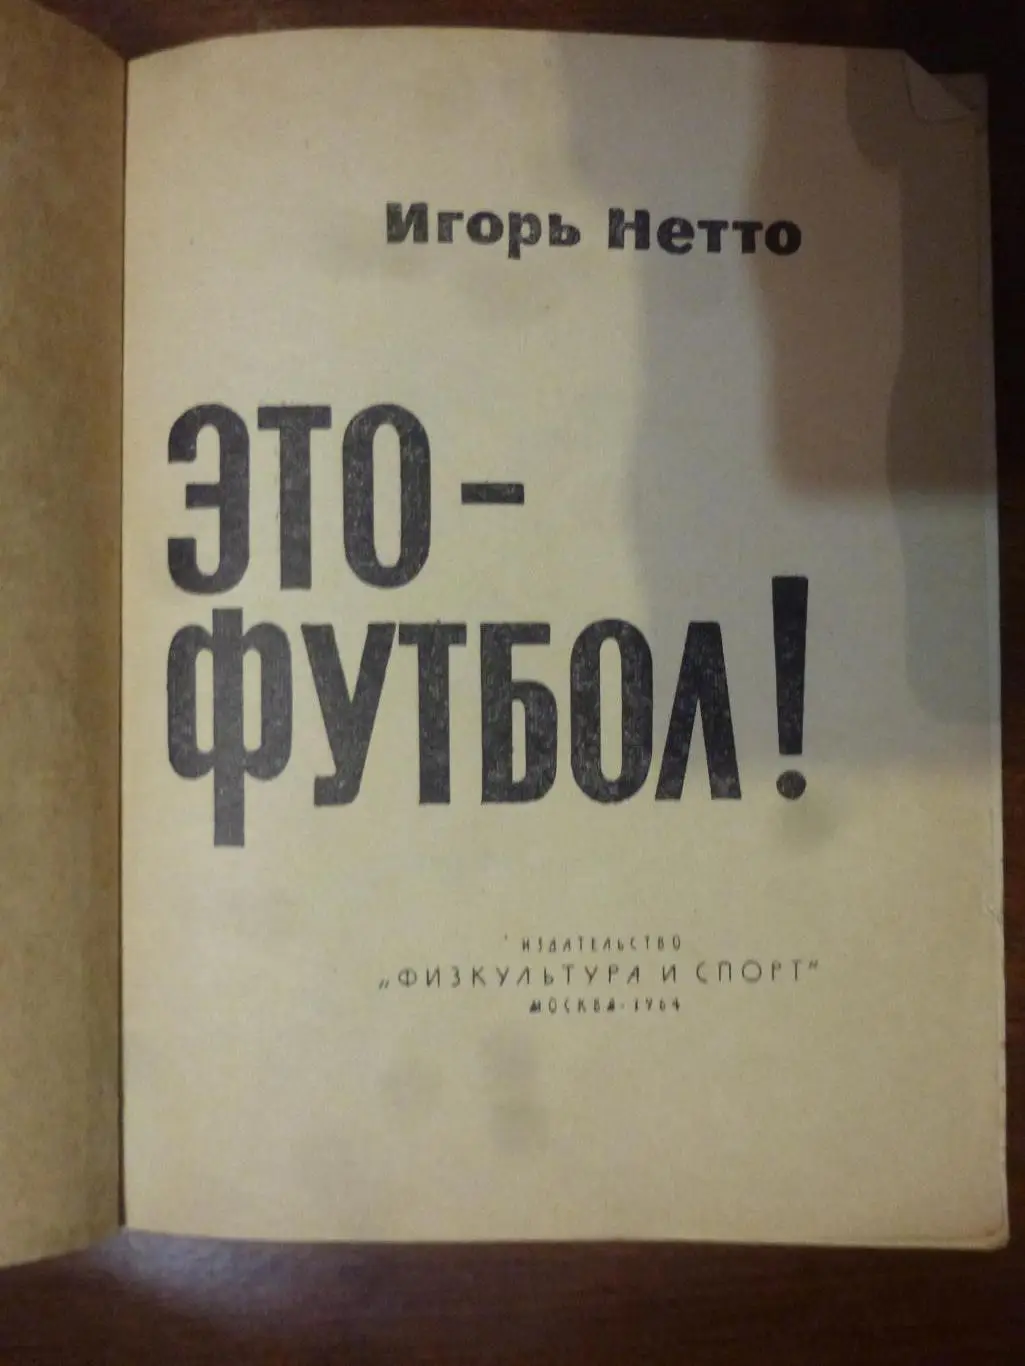 Игорь Нетто
ЭТО -
ФУТБОЛ!
ИЗДАТЕЛЬСТВО
„ФИЗКУЛЬТУРА И СПОРТ“
МОСКВА · 1964